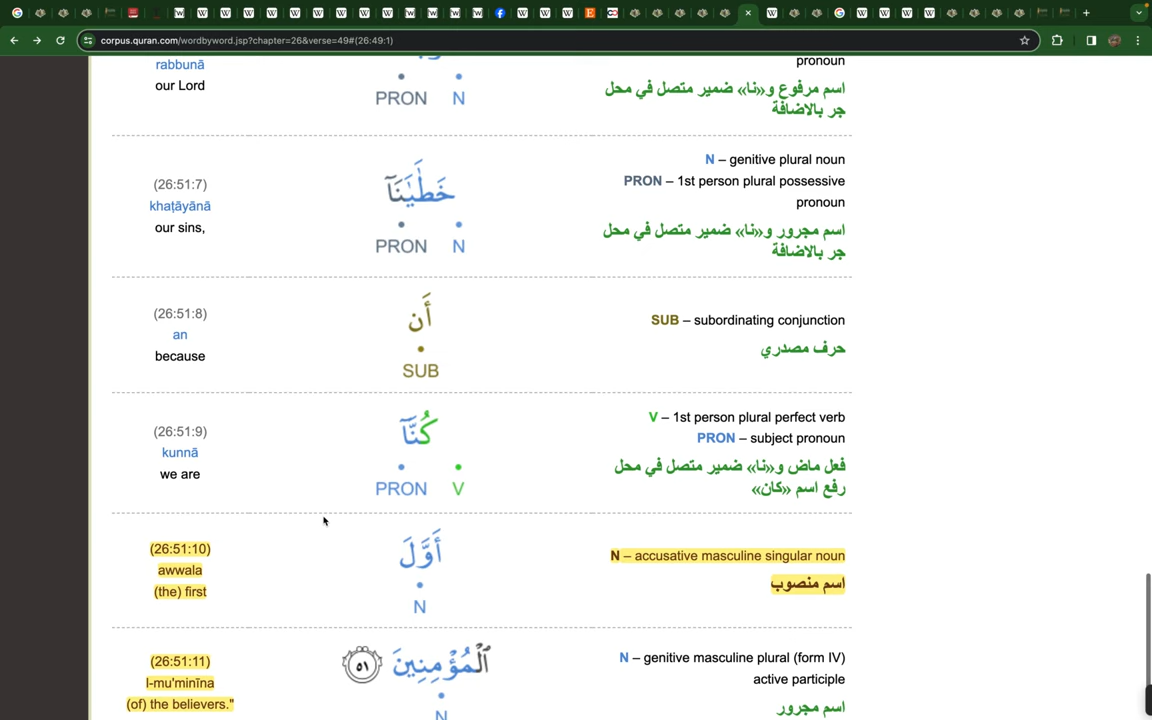 corpus.quran.com/wordbyword.jsp?chapter=26&verse=49#(26:49:1)
rabbunā
our Lord
PRON N
pronoun
اسم مرفوع و«نا» ضمير متصل في محل
جر بالاضافة
(26:51:7)
khaṭāyānā
our sins,
خَطَٰيَٰنَآ
PRON N
N – genitive plural noun
PRON – 1st person plural possessive
pronoun
اسم مجرور و«نا» ضمير متصل في محل
جر بالاضافة
(26:51:8)
an
because
أَن
SUB
SUB – subordinating conjunction
حرف مصدري
(26:51:9)
kunnā
we are
كُنَّآ
PRON V
V – 1st person plural perfect verb
PRON – subject pronoun
فعل ماض و«نا» ضمير متصل في محل
رفع اسم «كان»
(26:51:10)
awwala
(the) first
أَوَّلَ
N
N – accusative masculine singular noun
اسم منصوب
(26:51:11)
l-mu'minīna
(of) the believers."
ٱلْمُؤْمِنِينَ ٥١
N
N – genitive masculine plural (form IV)
active participle
اسم مجرور